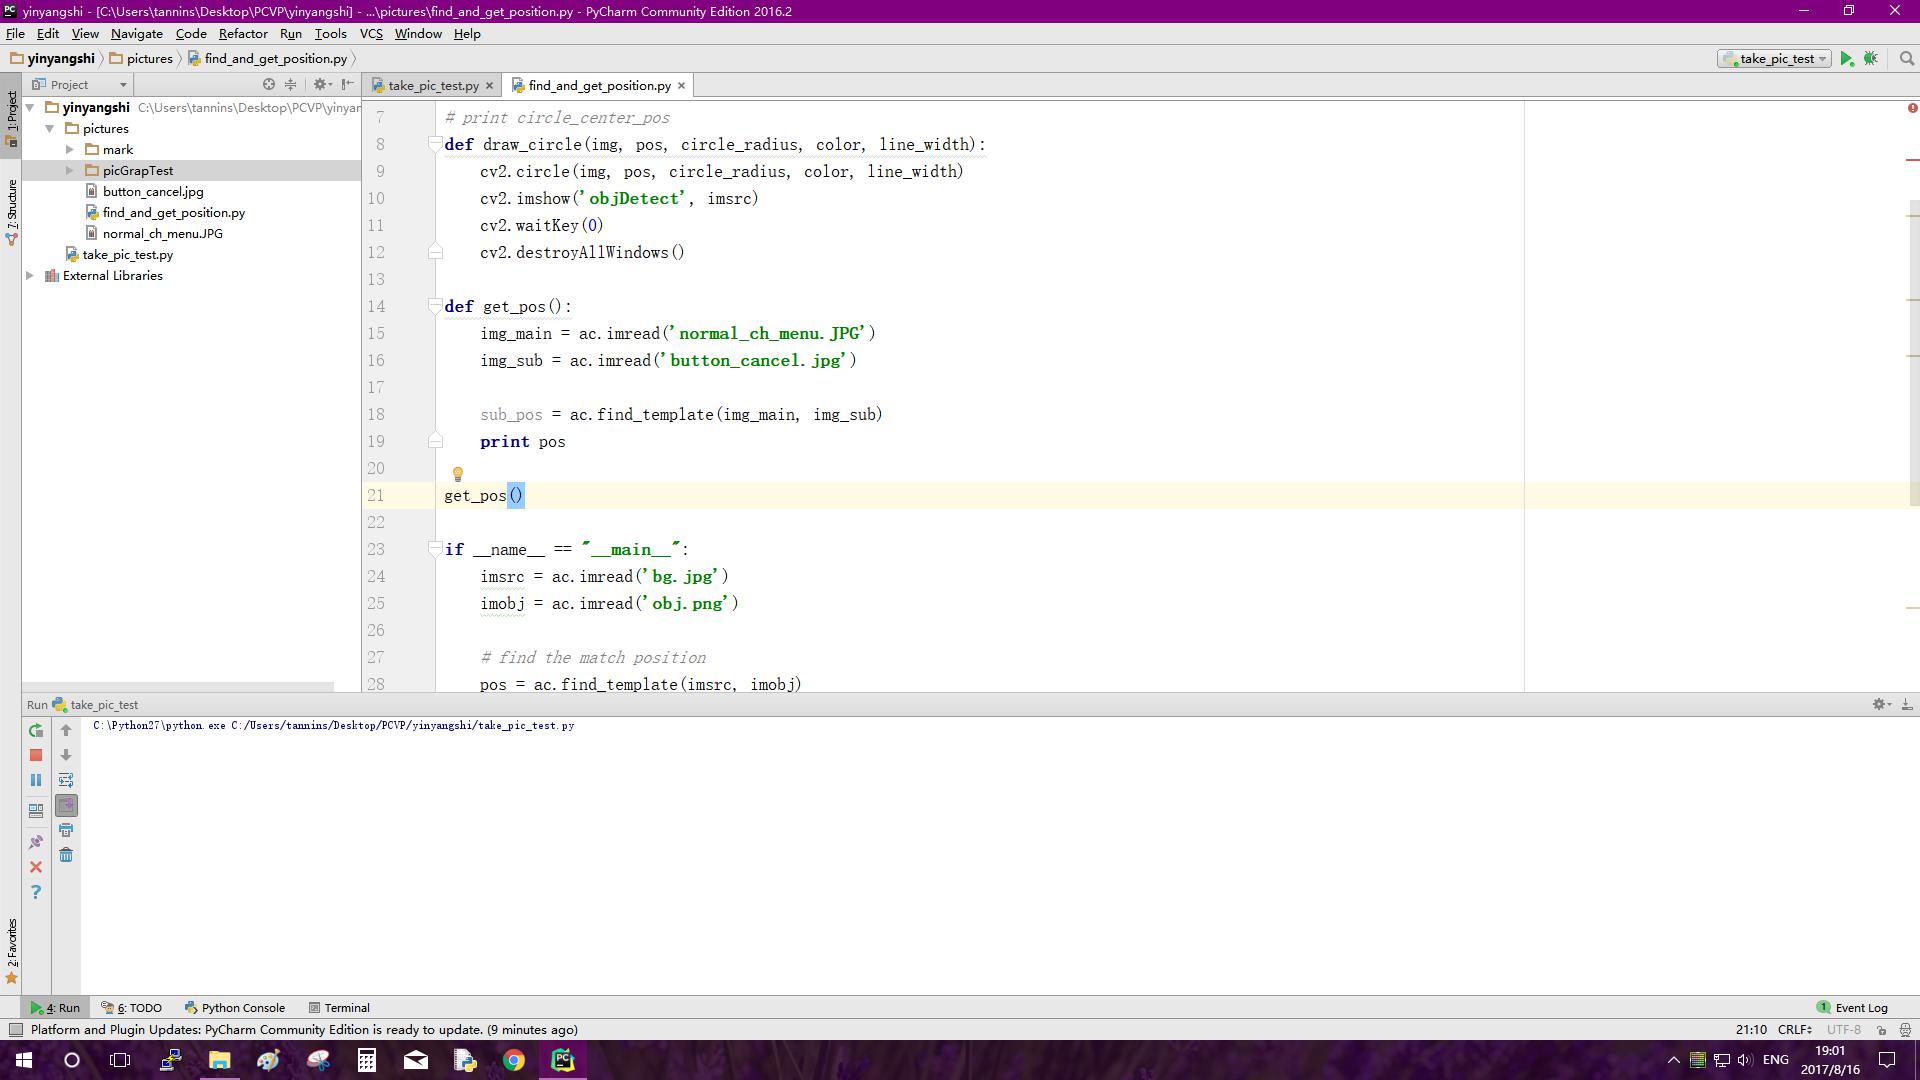 yinyangshi - [C:\Users\tannins\Desktop\PCVP\yinyangshi] - ...\pictures\find_and_get_position.py - PyCharm Community Edition 2016.2
File Edit View Navigate Code Refactor Run Tools VCS Window Help
yinyangshi pictures find_and_get_position.py take_pic_test
Project take_pic_test.py find_and_get_position.py
1: Project
7: Structure
2: Favorites
yinyangshi C:\Users\tannins\Desktop\PCVP\yinyan
pictures
mark
picGrapTest
button_cancel.jpg
find_and_get_position.py
normal_ch_menu.JPG
take_pic_test.py
External Libraries
7 # print circle_center_pos
8 def draw_circle(img, pos, circle_radius, color, line_width):
9 cv2.circle(img, pos, circle_radius, color, line_width)
10 cv2.imshow('objDetect', imsrc)
11 cv2.waitKey(0)
12 cv2.destroyAllWindows()
13
14 def get_pos():
15 img_main = ac.imread('normal_ch_menu.JPG')
16 img_sub = ac.imread('button_cancel.jpg')
17
18 sub_pos = ac.find_template(img_main, img_sub)
19 print pos
20
21 get_pos()
22
23 if __name__ == "__main__":
24 imsrc = ac.imread('bg.jpg')
25 imobj = ac.imread('obj.png')
26
27 # find the match position
28 pos = ac.find_template(imsrc, imobj)
Run take_pic_test
C:\Python27\python.exe C:/Users/tannins/Desktop/PCVP/yinyangshi/take_pic_test.py
4: Run 6: TODO Python Console Terminal 1 Event Log
Platform and Plugin Updates: PyCharm Community Edition is ready to update. (9 minutes ago) 21:10 CRLF UTF-8
ENG 19:01
2017/8/16